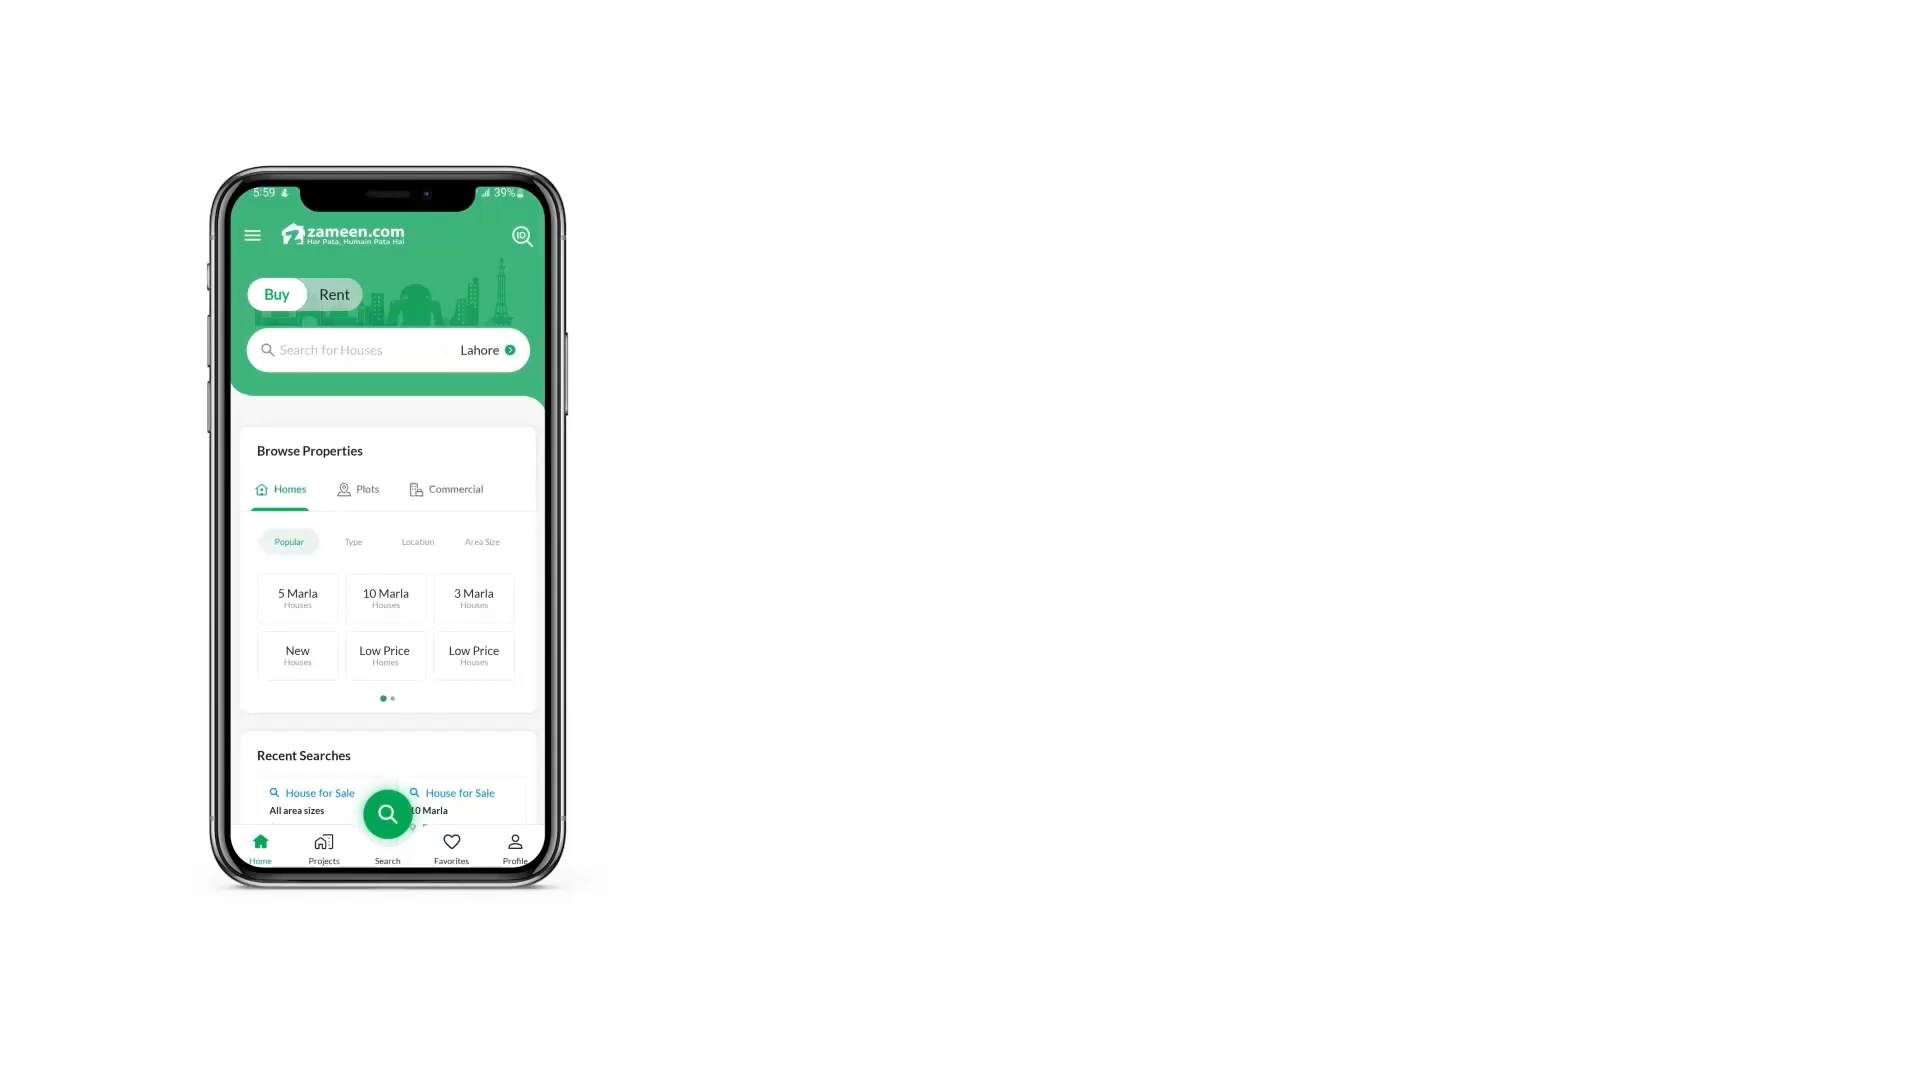 5:59
39%
zameen.com
Har Pata, Humain Pata Hai
ID
Buy Rent
Search for Houses Lahore
Browse Properties
Homes Plots Commercial
Popular Type Location Area Size
5 Marla 10 Marla 3 Marla
Houses Houses Houses
New Low Price Low Price
Houses Homes Houses
Recent Searches
House for Sale House for Sale
All area sizes 10 Marla
Home Projects Search Favorites Profile